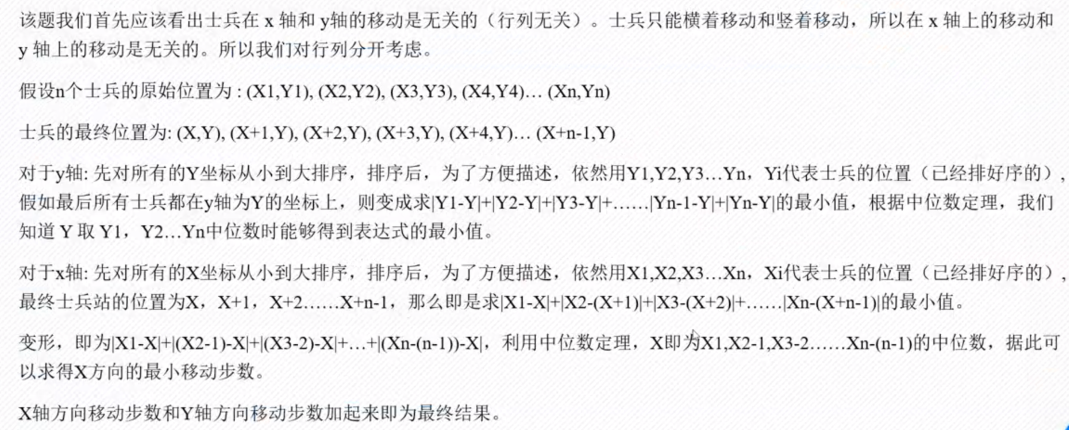 该题我们首先应该看出士兵在 x 轴和 y轴的移动是无关的（行列无关）。士兵只能横着移动和竖着移动，所以在 x 轴上的移动和
y 轴上的移动是无关的。所以我们对行列分开考虑。
假设n个士兵的原始位置为 : (X1,Y1), (X2,Y2), (X3,Y3), (X4,Y4)… (Xn,Yn)
士兵的最终位置为: (X,Y), (X+1,Y), (X+2,Y), (X+3,Y), (X+4,Y)… (X+n-1,Y)
对于y轴: 先对所有的Y坐标从小到大排序，排序后，为了方便描述，依然用Y1,Y2,Y3…Yn，Yi代表士兵的位置（已经排好序的）,
假如最后所有士兵都在y轴为Y的坐标上，则变成求|Y1-Y|+|Y2-Y|+|Y3-Y|+……|Yn-1-Y|+|Yn-Y|的最小值，根据中位数定理，我们
知道 Y 取 Y1，Y2…Yn中位数时能够得到表达式的最小值。
对于x轴: 先对所有的X坐标从小到大排序，排序后，为了方便描述，依然用X1,X2,X3…Xn，Xi代表士兵的位置（已经排好序的）,
最终士兵站的位置为X，X+1，X+2……X+n-1，那么即是求|X1-X|+|X2-(X+1)|+|X3-(X+2)|+……|Xn-(X+n-1)|的最小值。
变形，即为|X1-X|+|(X2-1)-X|+|(X3-2)-X|+…+|(Xn-(n-1))-X|，利用中位数定理，X即为X1,X2-1,X3-2……Xn-(n-1)的中位数，据此可
以求得X方向的最小移动步数。
X轴方向移动步数和Y轴方向移动步数加起来即为最终结果。